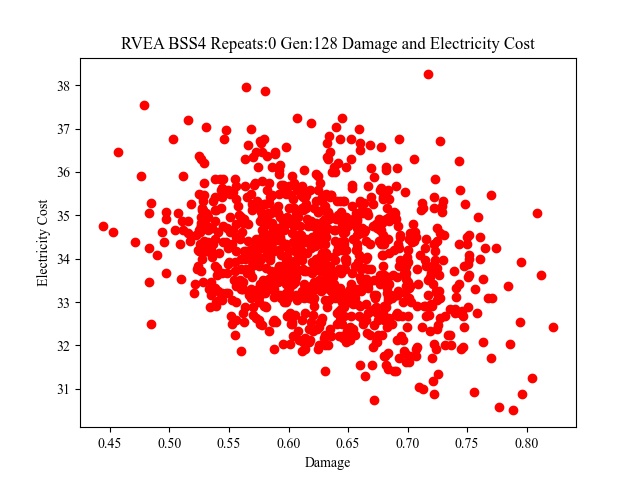 RVEA BSS4 Repeats:0 Gen:128 Damage and Electricity Cost
38
37
36
35
34
33
32
31
Electricity Cost
0.45 0.50 0.55 0.60 0.65 0.70 0.75 0.80
Damage